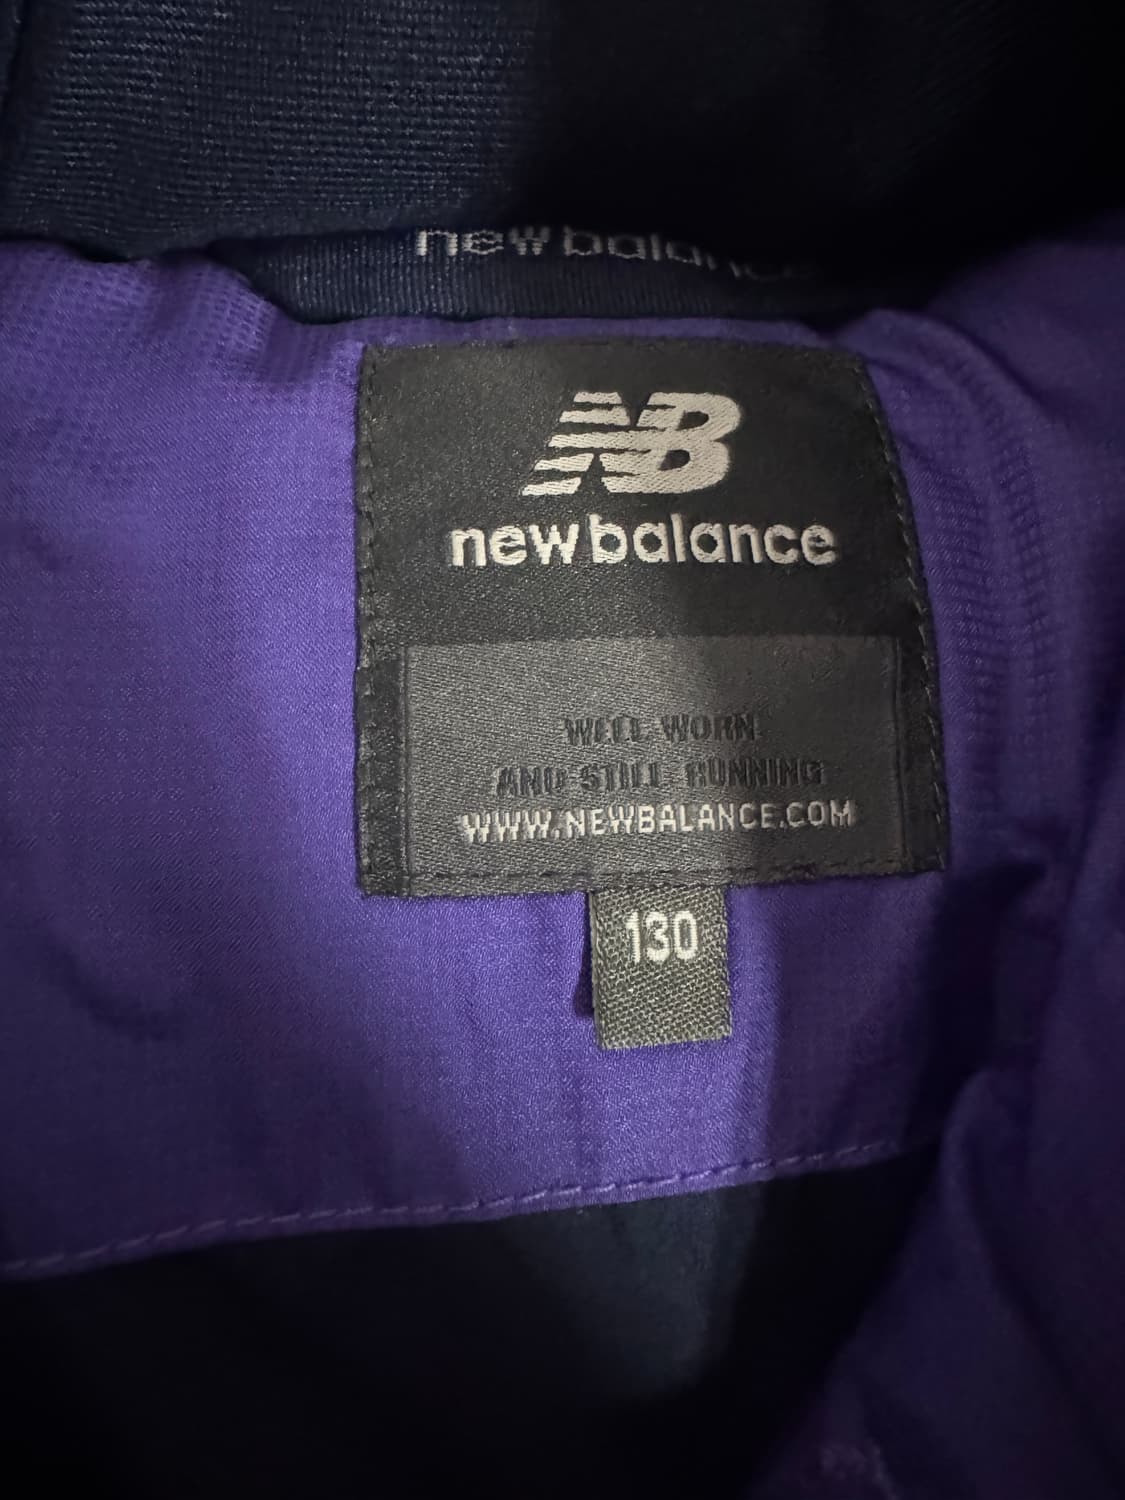 new balance
NB
new balance
WELL WORN
AND STILL RUNNING
WWW.NEWBALANCE.COM
130